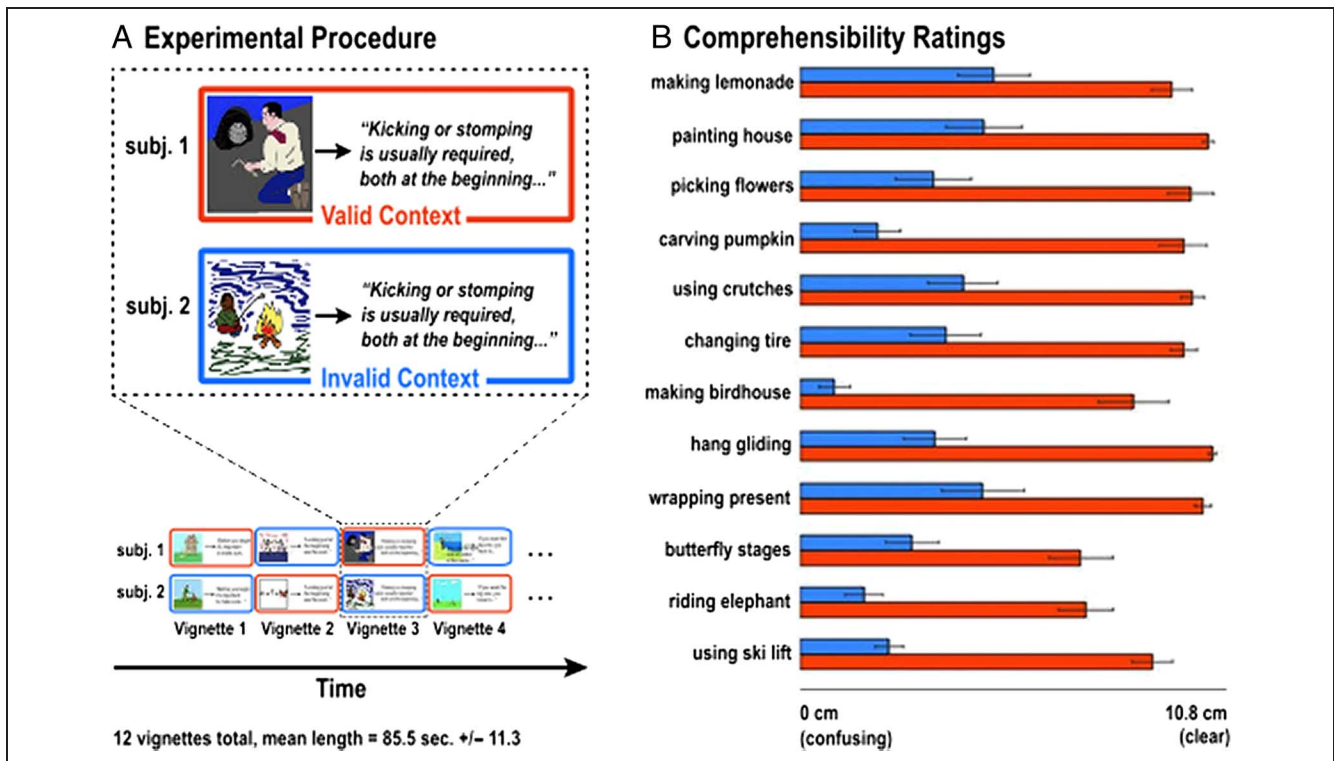 A Experimental Procedure
subj. 1
“Kicking or stomping
is usually required,
both at the beginning...”
Valid Context
subj. 2
“Kicking or stomping
is usually required,
both at the beginning...”
Invalid Context
subj. 1
...
subj. 2
...
Vignette 1 Vignette 2 Vignette 3 Vignette 4
Time
12 vignettes total, mean length = 85.5 sec. +/– 11.3
B Comprehensibility Ratings
making lemonade
painting house
picking flowers
carving pumpkin
using crutches
changing tire
making birdhouse
hang gliding
wrapping present
butterfly stages
riding elephant
using ski lift
0 cm 10.8 cm
(confusing) (clear)